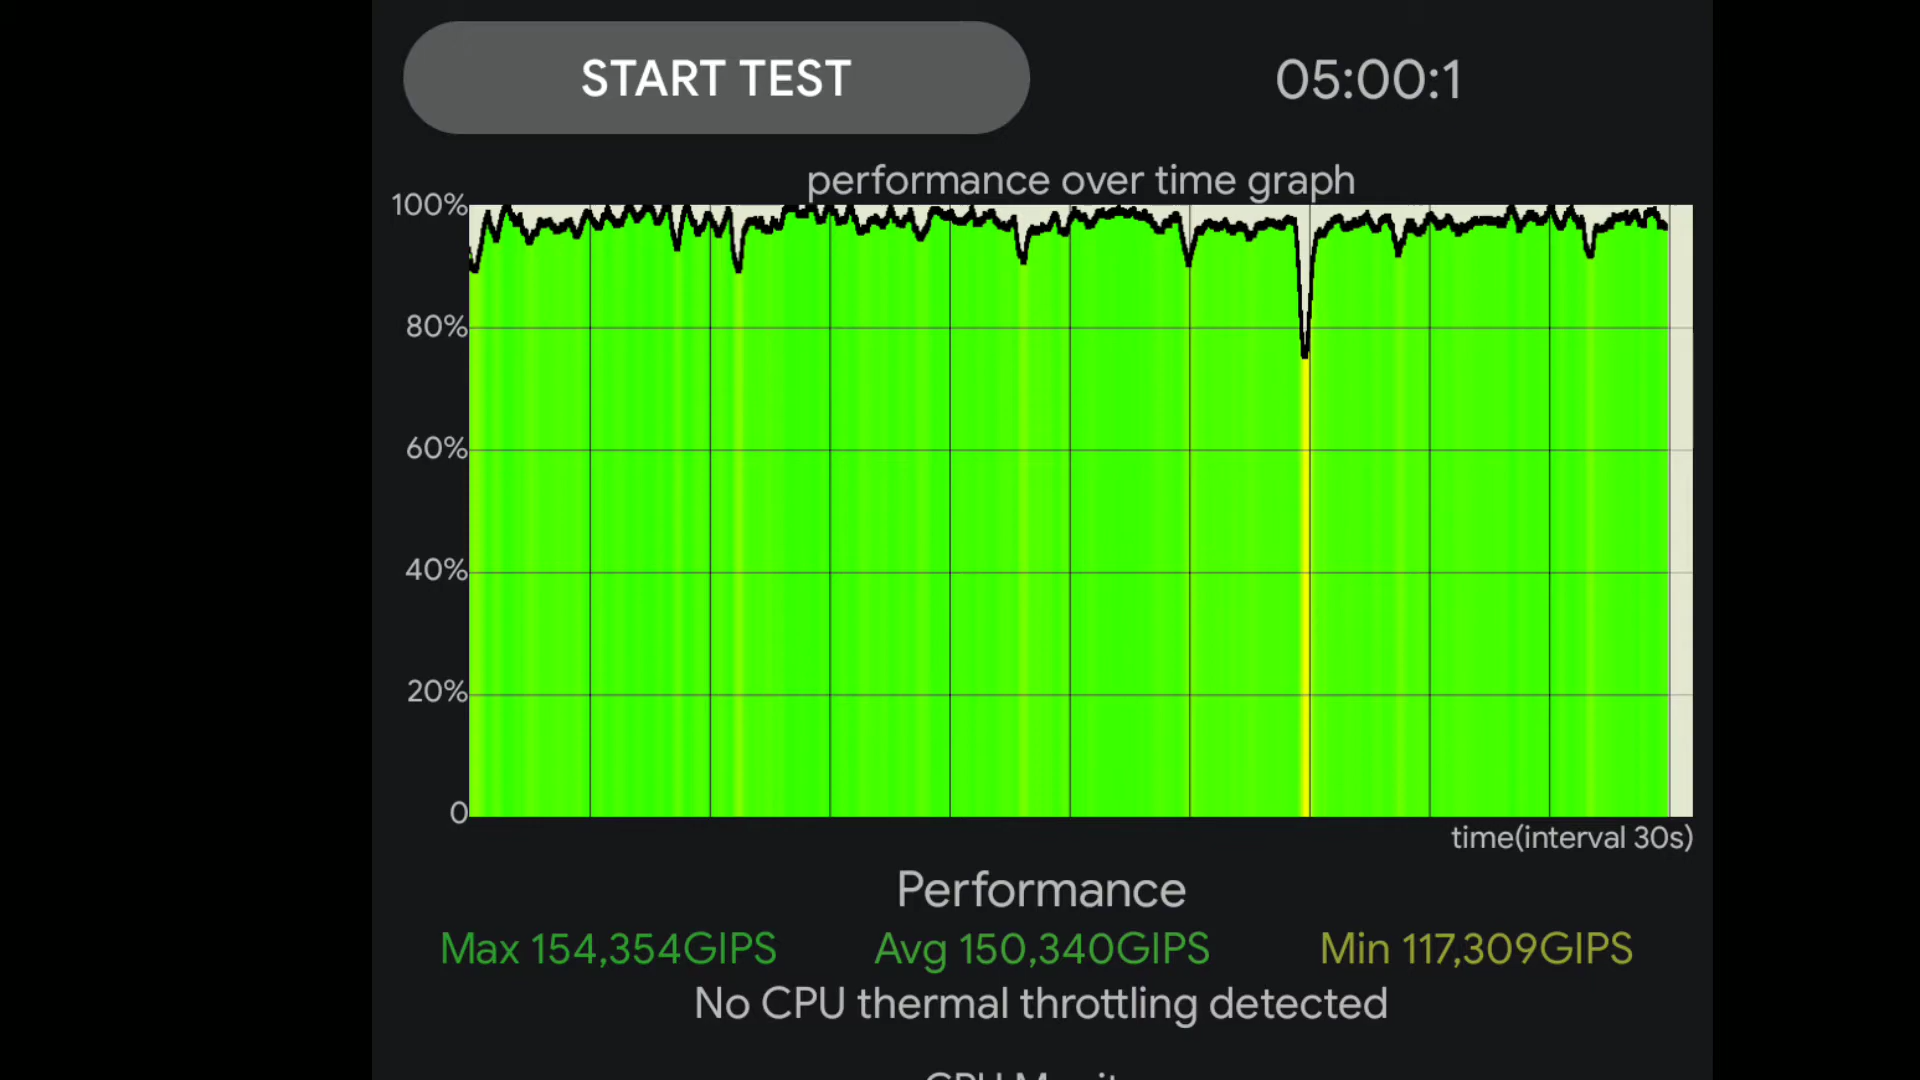 START TEST 05:00:1
performance over time graph
100%
80%
60%
40%
20%
0
time(interval 30s)
Performance
Max 154,354GIPS Avg 150,340GIPS Min 117,309GIPS
No CPU thermal throttling detected